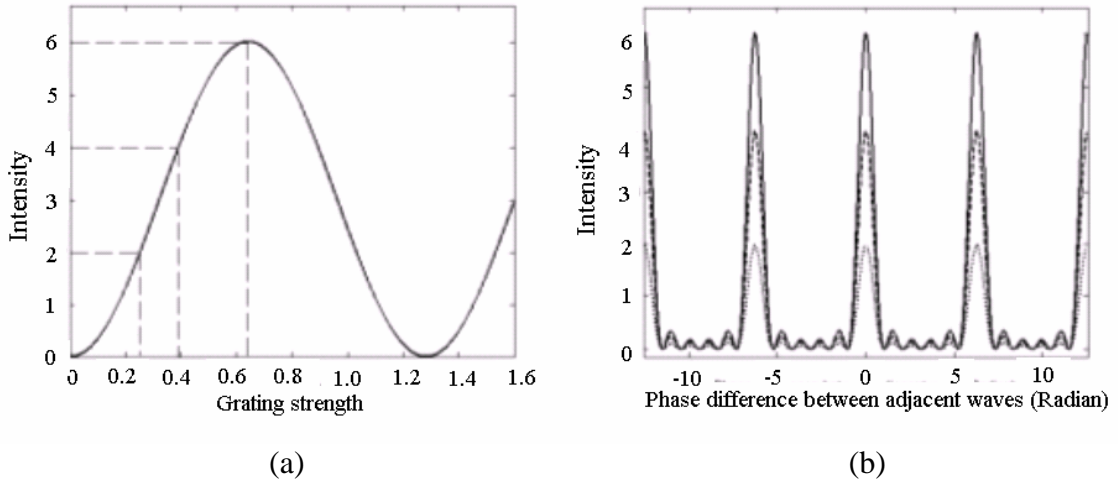 6
5
4
3
2
1
0
Intensity
0 0.2 0.4 0.6 0.8 1.0 1.2 1.4 1.6
Grating strength
(a)
6
5
4
3
2
1
0
Intensity
-10 -5 0 5 10
Phase difference between adjacent waves (Radian)
(b)